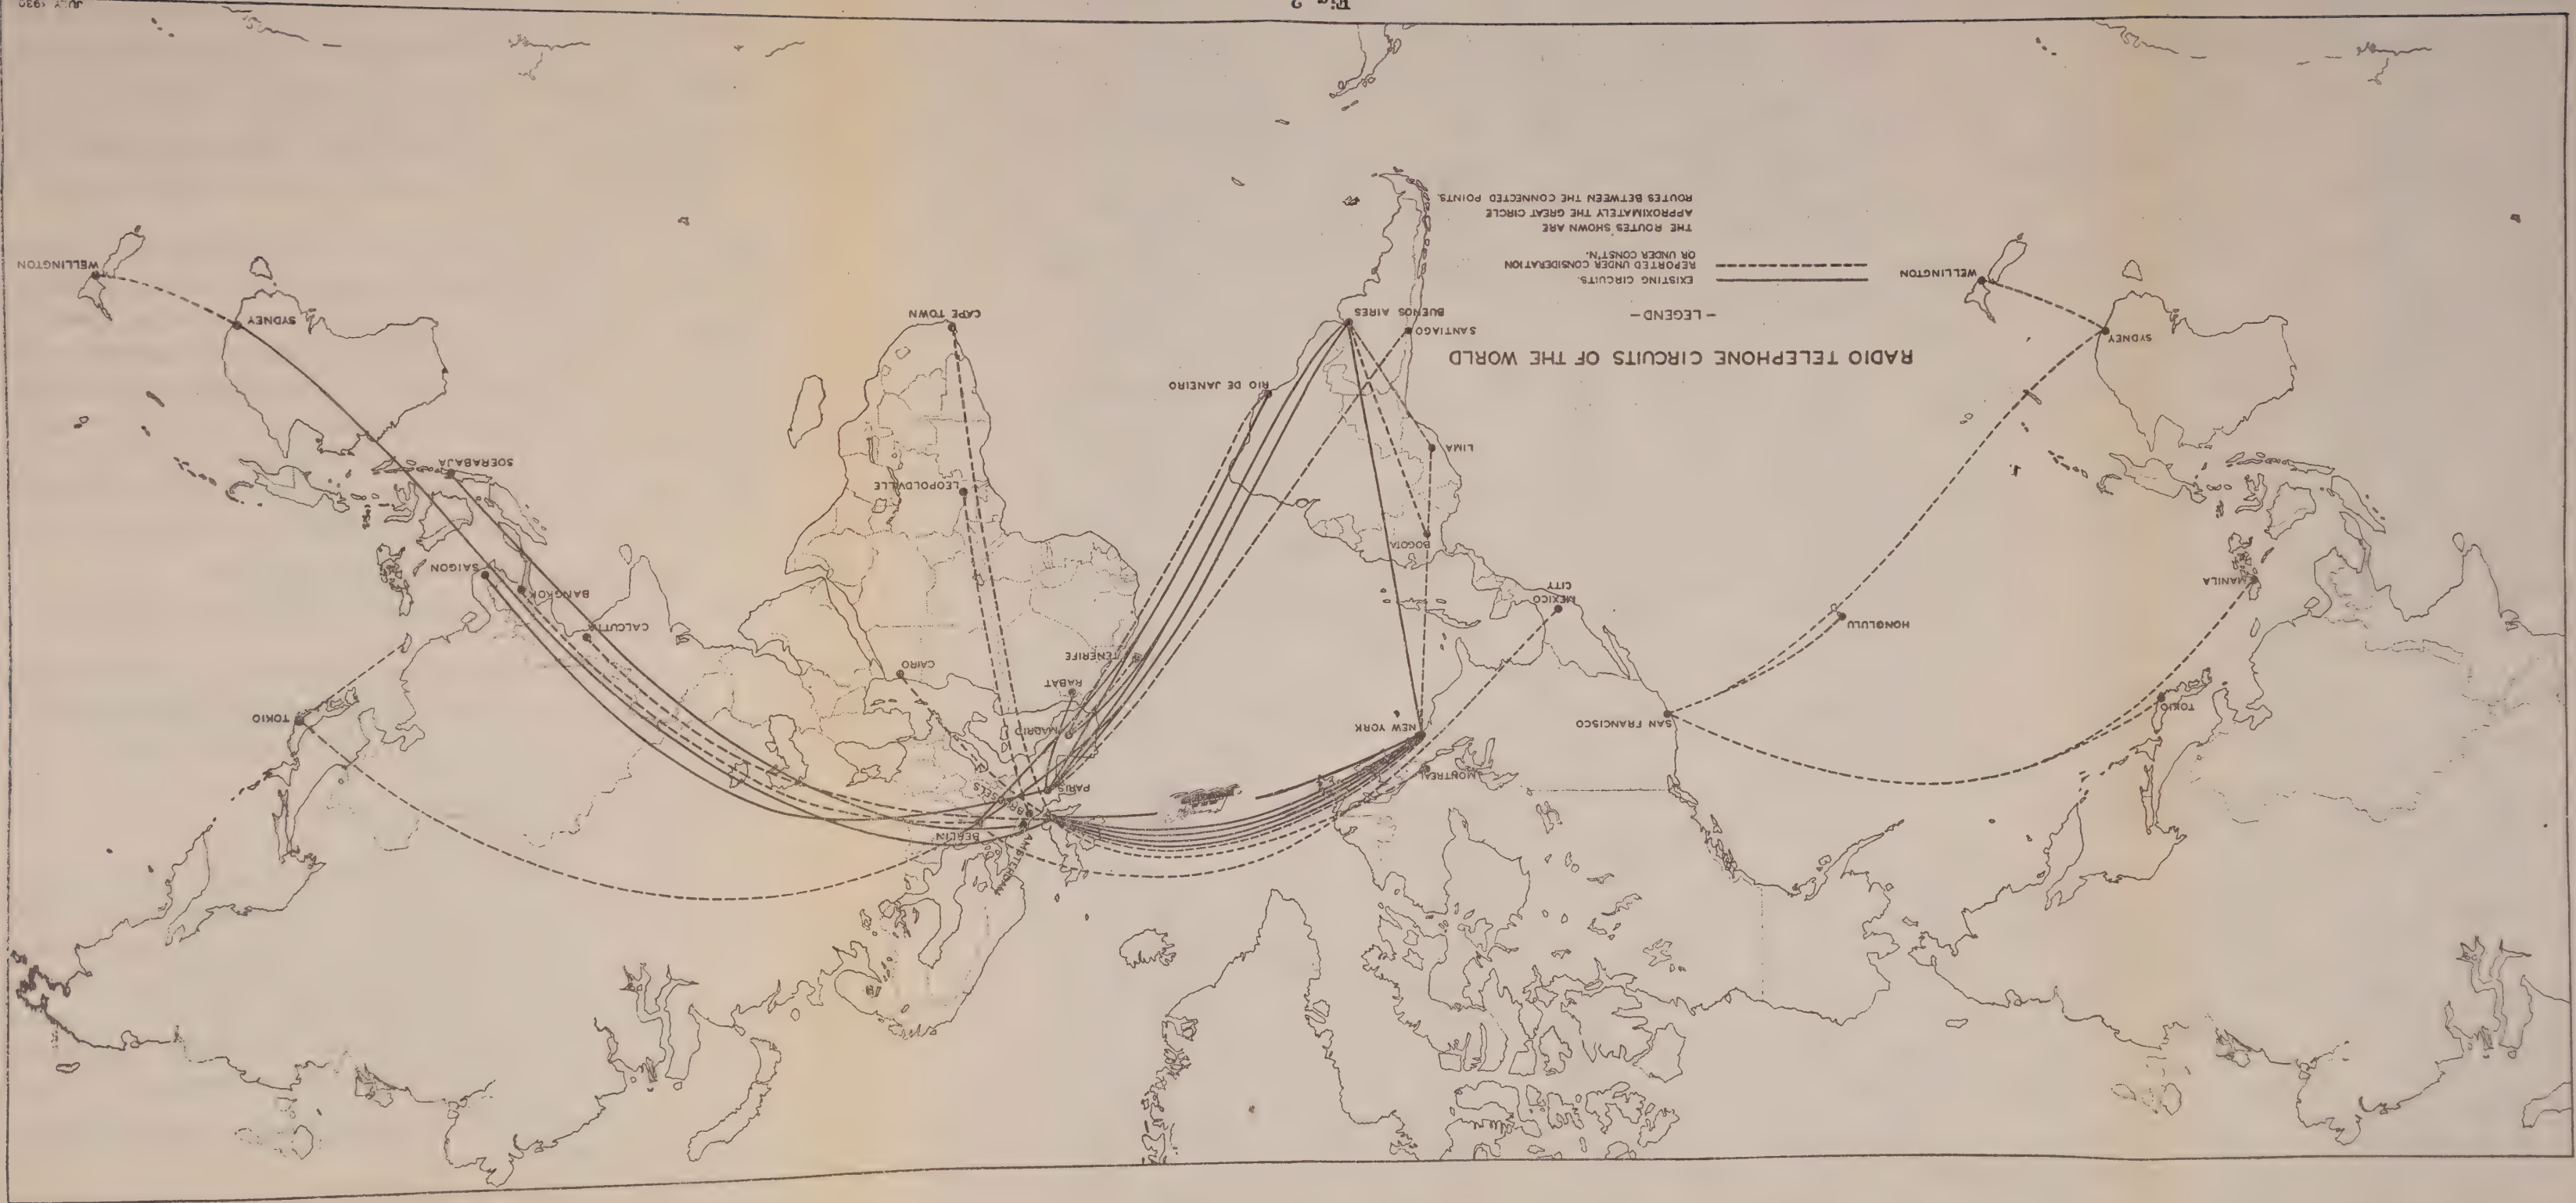 AMSTERDAM
BERLIN
BRUSSELS
PARIS
MONTREAL
NEW YORK
MADRID
SAN FRANCISCO
TOKIO
TOKIO
RABAT
CAIRO
TENERIFE
HONOLULU
CALCUTTA
MEXICO
CITY
BANGKOK
MANILA
SAIGON
BOGOTA
LEOPOLDVILLE
SOERABAJA
LIMA
RIO DE JANEIRO
RADIO TELEPHONE CIRCUITS OF THE WORLD
SYDNEY
SANTIAGO
BUENOS AIRES
CAPE TOWN
SYDNEY
- LEGEND -
EXISTING CIRCUITS.
REPORTED UNDER CONSIDERATION
OR UNDER CONST'N.
THE ROUTES SHOWN ARE
APPROXIMATELY THE GREAT CIRCLE
ROUTES BETWEEN THE CONNECTED POINTS.
WELLINGTON
WELLINGTON
Fig. 2
JULY 1930